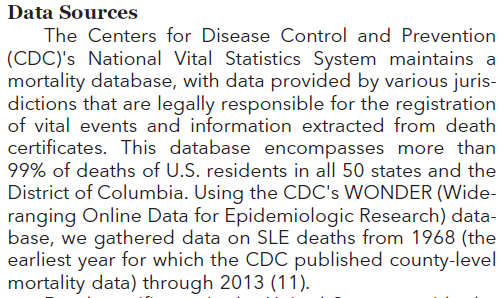 Data Sources
The Centers for Disease Control and Prevention
(CDC)'s National Vital Statistics System maintains a
mortality database, with data provided by various juris-
dictions that are legally responsible for the registration
of vital events and information extracted from death
certificates. This database encompasses more than
99% of deaths of U.S. residents in all 50 states and the
District of Columbia. Using the CDC's WONDER (Wide-
ranging Online Data for Epidemiologic Research) data-
base, we gathered data on SLE deaths from 1968 (the
earliest year for which the CDC published county-level
mortality data) through 2013 (11).